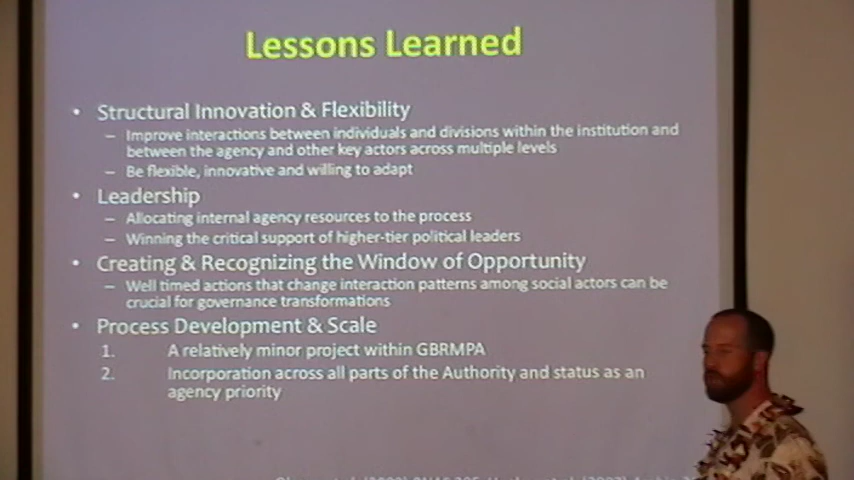 Lessons Learned
• Structural Innovation & Flexibility
– Improve interactions between individuals and divisions within the institution and
between the agency and other key actors across multiple levels
– Be flexible, innovative and willing to adapt
• Leadership
– Allocating internal agency resources to the process
– Winning the critical support of higher-tier political leaders
• Creating & Recognizing the Window of Opportunity
– Well timed actions that change interaction patterns among social actors can be
crucial for governance transformations
• Process Development & Scale
1. A relatively minor project within GBRMPA
2. Incorporation across all parts of the Authority and status as an
agency priority